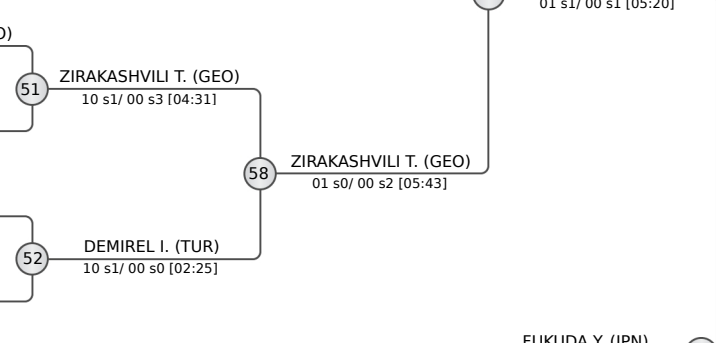 01 s1/ 00 s1 [05:20]
)
ZIRAKASHVILI T. (GEO)
51
10 s1/ 00 s3 [04:31]
ZIRAKASHVILI T. (GEO)
58
01 s0/ 00 s2 [05:43]
DEMIREL I. (TUR)
52
10 s1/ 00 s0 [02:25]
FUKUDA Y. (JPN)